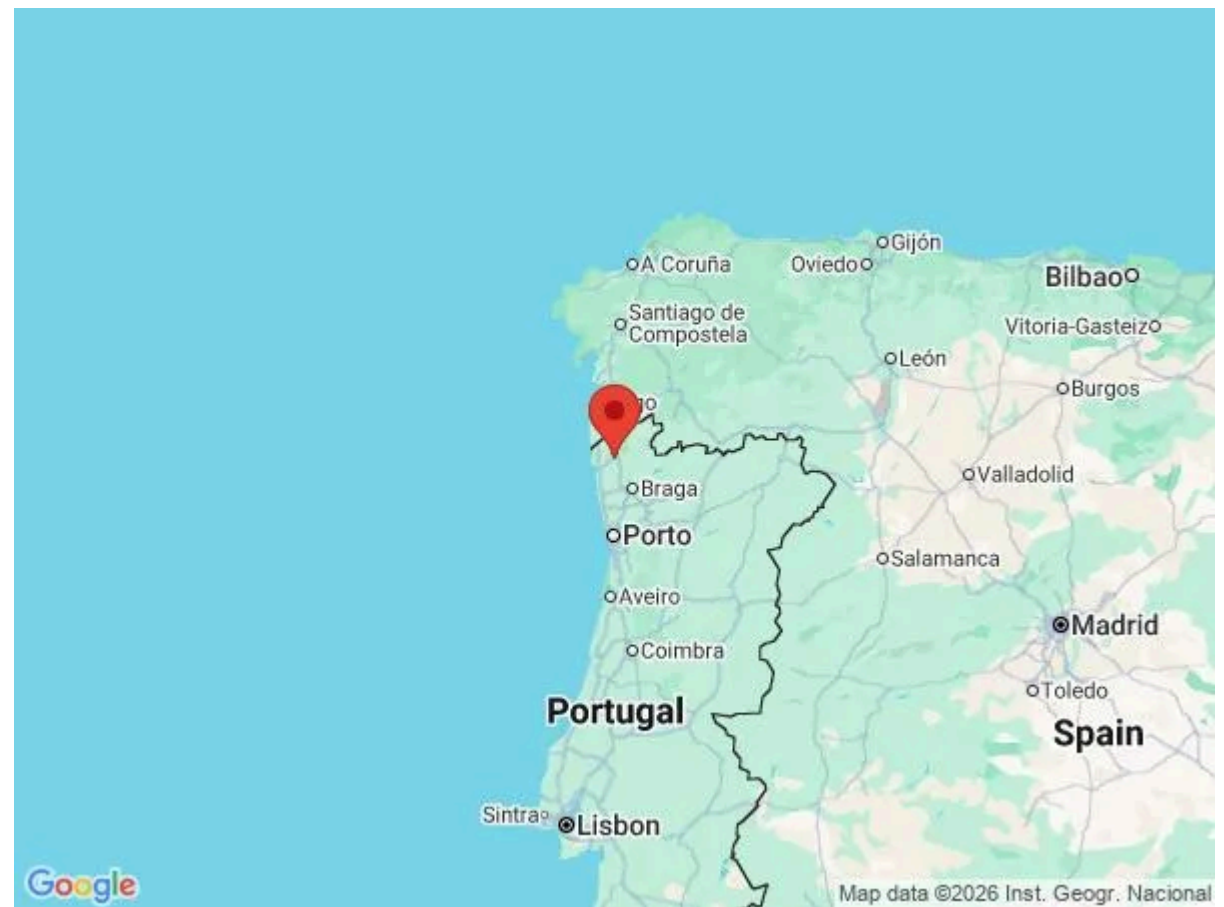 Gijón
A Coruña
Oviedo
Bilbao
Santiago de
Compostela
Vitoria-Gasteiz
León
Burgos
Valladolid
Braga
Porto
Salamanca
Aveiro
Madrid
Coimbra
Toledo
Portugal
Spain
Sintra
Lisbon
Google
Map data ©2026 Inst. Geogr. Nacional